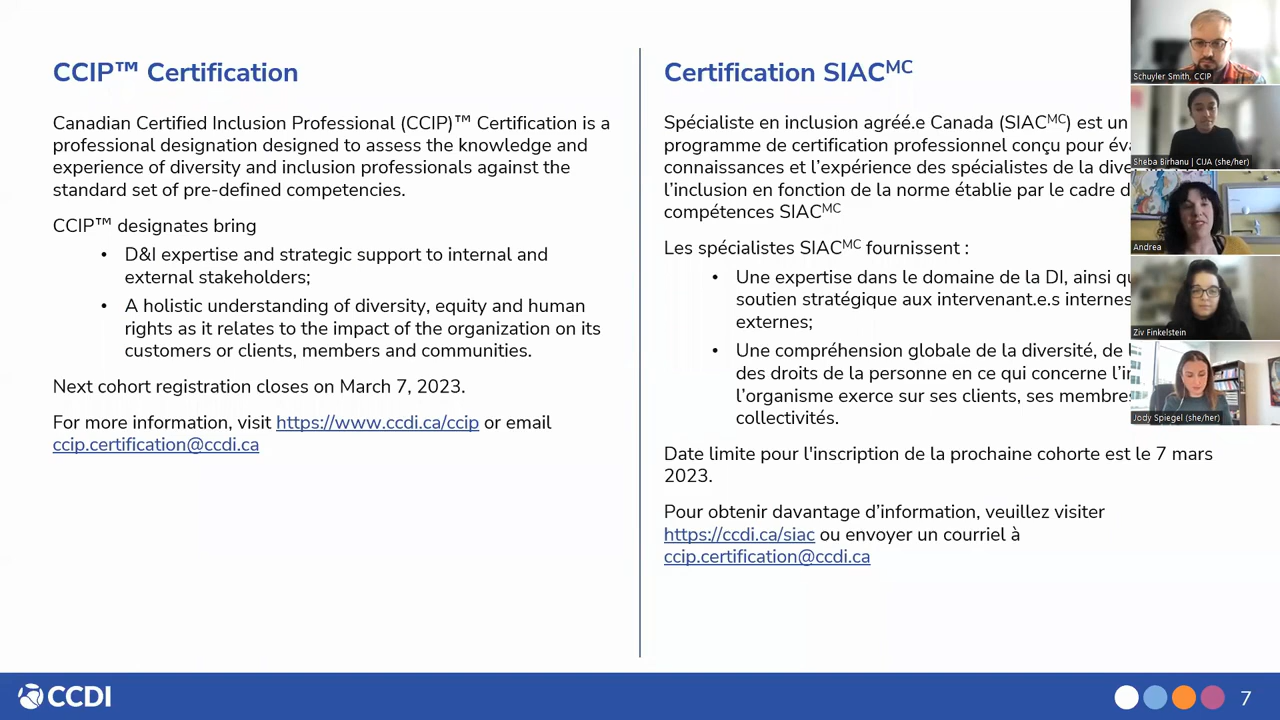 CCIP™ Certification
Canadian Certified Inclusion Professional (CCIP)™ Certification is a
professional designation designed to assess the knowledge and
experience of diversity and inclusion professionals against the
standard set of pre-defined competencies.
CCIP™ designates bring
• D&I expertise and strategic support to internal and
external stakeholders;
• A holistic understanding of diversity, equity and human
rights as it relates to the impact of the organization on its
customers or clients, members and communities.
Next cohort registration closes on March 7, 2023.
For more information, visit https://www.ccdi.ca/ccip or email
ccip.certification@ccdi.ca
Certification SIACᴹᶜ
Spécialiste en inclusion agréé.e Canada (SIACᴹᶜ) est un
programme de certification professionnel conçu pour
connaissances et l’expérience des spécialistes de la
l’inclusion en fonction de la norme établie par le cadre
compétences SIACᴹᶜ
Les spécialistes SIACᴹᶜ fournissent :
• Une expertise dans le domaine de la DI, ainsi
soutien stratégique aux intervenant.e.s internes
externes;
• Une compréhension globale de la diversité, de
des droits de la personne en ce qui concerne
l’organisme exerce sur ses clients, ses membres
collectivités.
Date limite pour l'inscription de la prochaine cohorte est le 7 mars
2023.
Pour obtenir davantage d’information, veuillez visiter
https://ccdi.ca/siac ou envoyer un courriel à
ccip.certification@ccdi.ca
Schuyler Smith, CCIP
Sheba Birhanu | CIJA (she/her)
Andrea
Ziv Finkelstein
Jody Spiegel (she/her)
CCDI
7